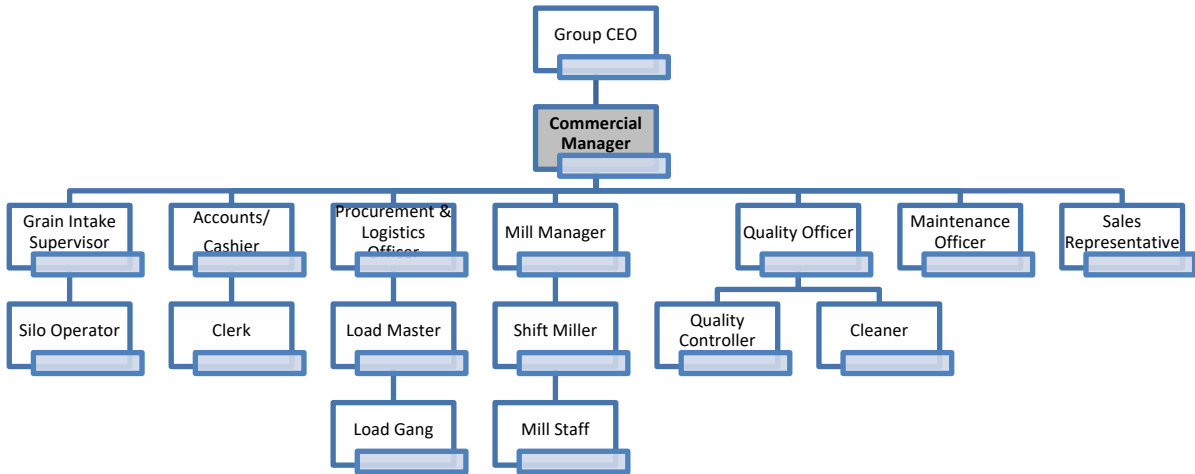 Group CEO
Commercial
Manager
Grain Intake
Supervisor
Accounts/
Cashier
Procurement &
Logistics
Officer
Mill Manager
Quality Officer
Maintenance
Officer
Sales
Representative
Silo Operator
Clerk
Load Master
Shift Miller
Quality
Controller
Cleaner
Load Gang
Mill Staff